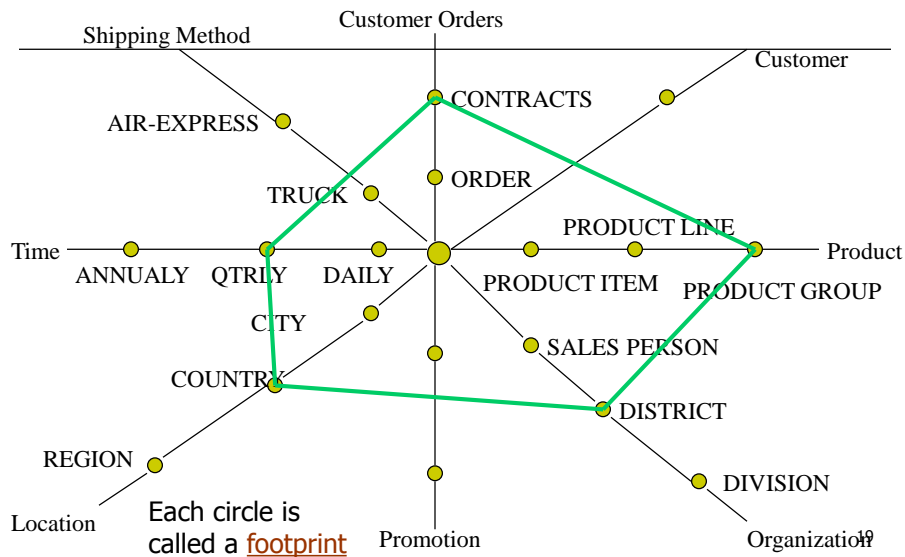 Customer Orders
Shipping Method
Customer
CONTRACTS
AIR-EXPRESS
ORDER
TRUCK
PRODUCT LINE
Time
Product
ANNUALY
QTRLY
DAILY
PRODUCT ITEM
PRODUCT GROUP
CITY
SALES PERSON
COUNTRY
DISTRICT
REGION
DIVISION
Location
Each circle is
called a footprint
Promotion
Organization
19